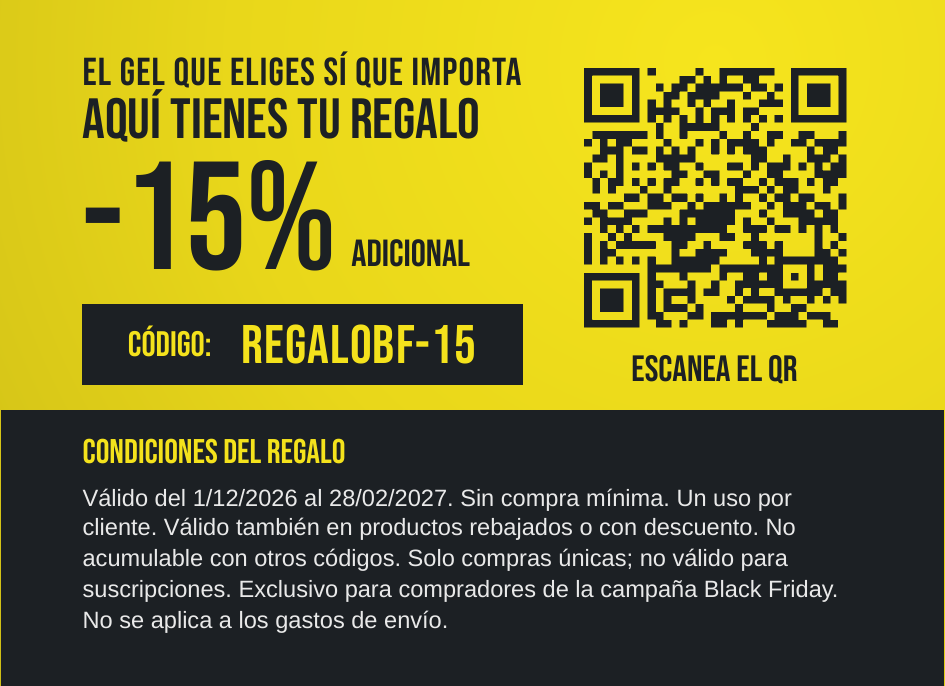 EL GEL QUE ELIGES SÍ QUE IMPORTA
AQUÍ TIENES TU REGALO
-15% ADICIONAL
CÓDIGO: REGALOBF-15
ESCANEA EL QR
CONDICIONES DEL REGALO
Válido del 1/12/2026 al 28/02/2027. Sin compra mínima. Un uso por
cliente. Válido también en productos rebajados o con descuento. No
acumulable con otros códigos. Solo compras únicas; no válido para
suscripciones. Exclusivo para compradores de la campaña Black Friday.
No se aplica a los gastos de envío.